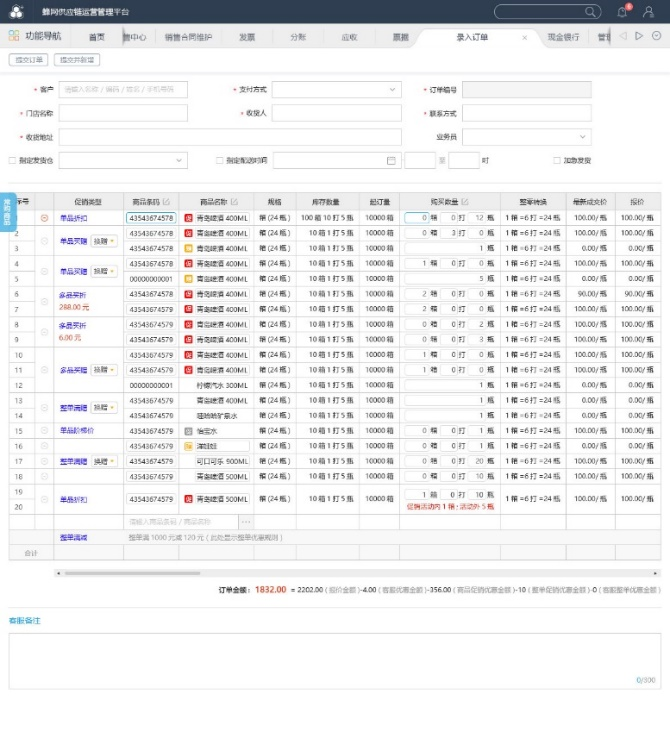 蜂网供应链运营管理平台
功能导航 首页 售中心 销售合同维护 发票 分账 应收 票据 录入订单 × 现金银行
提交订单 提交并新增
* 客户 请输入名称 / 编码 / 姓名 / 手机号码 * 支付方式 * 订单编号
* 门店名称 * 收货人 * 联系方式
* 收货地址 业务员
指定发货仓 指定配送时间 至 时 加急发货
常购商品
序号 促销类型 商品条码 商品名称 规格 库存数量 起订量 购买数量 整零转换 最新成交价 报价
1 单品折扣 43543674578 促 青岛啤酒 400ML 箱 (24 瓶) 100 箱 10 打 5 瓶 10000 箱 0 箱 0 打 12 瓶 1 箱 =6 打 =24 瓶 100.00/ 瓶 100.00/ 瓶
2 单品买赠 换赠 43543674578 促 青岛啤酒 400ML 箱 (24 瓶) 10 箱 1 打 5 瓶 10000 箱 0 箱 3 打 0 瓶 1 箱 =6 打 =24 瓶 100.00/ 瓶 100.00/ 瓶
3 43543674578 青岛啤酒 400ML 箱 (24 瓶) 10 箱 1 打 5 瓶 10000 箱 1 瓶 1 箱 =6 打 =24 瓶 0.00/ 瓶 0.00/ 瓶
4 单品买赠 换赠 43543674578 促 青岛啤酒 400ML 箱 (24 瓶) 10 箱 1 打 5 瓶 10000 箱 1 箱 0 打 0 瓶 1 箱 =6 打 =24 瓶 100.00/ 瓶 100.00/ 瓶
5 00000000001 青岛啤酒 400ML 箱 (24 瓶) 10 箱 1 打 5 瓶 10000 箱 5 瓶 1 箱 =6 打 =24 瓶 0.00/ 瓶 0.00/ 瓶
6 多品买折 43543674578 促 青岛啤酒 400ML 箱 (24 瓶) 10 箱 1 打 5 瓶 10000 箱 2 箱 0 打 0 瓶 1 箱 =6 打 =24 瓶 90.00/ 瓶 90.00/ 瓶
7 288.00 元 43543674579 促 青岛啤酒 400ML 箱 (24 瓶) 10 箱 1 打 5 瓶 10000 箱 2 箱 0 打 0 瓶 1 箱 =6 打 =24 瓶 100.00/ 瓶 100.00/ 瓶
8 多品买折 43543674578 促 青岛啤酒 400ML 箱 (24 瓶) 10 箱 1 打 5 瓶 10000 箱 0 箱 0 打 2 瓶 1 箱 =6 打 =24 瓶 100.00/ 瓶 100.00/ 瓶
9 6.00 元 43543674579 促 青岛啤酒 400ML 箱 (24 瓶) 10 箱 1 打 5 瓶 10000 箱 0 箱 0 打 3 瓶 1 箱 =6 打 =24 瓶 100.00/ 瓶 100.00/ 瓶
10 43543674579 促 青岛啤酒 400ML 箱 (24 瓶) 10 箱 1 打 5 瓶 10000 箱 1 箱 0 打 0 瓶 1 箱 =6 打 =24 瓶 100.00/ 瓶 100.00/ 瓶
11 多品买赠 换赠 43543674579 促 青岛啤酒 400ML 箱 (24 瓶) 10 箱 1 打 5 瓶 10000 箱 1 箱 0 打 0 瓶 1 箱 =6 打 =24 瓶 100.00/ 瓶 100.00/ 瓶
12 00000000001 柠檬汽水 300ML 箱 (24 瓶) 10 箱 1 打 5 瓶 10000 箱 1 瓶 1 箱 =6 打 =24 瓶 0.00/ 瓶 0.00/ 瓶
13 整单满赠 换赠 43543674579 青岛啤酒 400ML 箱 (24 瓶) 10 箱 1 打 5 瓶 10000 箱 1 瓶 1 箱 =6 打 =24 瓶 0.00/ 瓶 0.00/ 瓶
14 43543674579 娃哈哈矿泉水 箱 (24 瓶) 10 箱 1 打 5 瓶 10000 箱 1 瓶 1 箱 =6 打 =24 瓶 0.00/ 瓶 0.00/ 瓶
15 单品阶梯价 43543674579 怡宝水 箱 (24 瓶) 10 箱 1 打 5 瓶 10000 箱 0 箱 0 打 1 瓶 1 箱 =6 打 =24 瓶 100.00/ 瓶 100.00/ 瓶
16 43543674579 洋娃娃 箱 (24 瓶) 10 箱 1 打 5 瓶 10000 箱 0 箱 0 打 1 瓶 1 箱 =6 打 =24 瓶 0.00/ 瓶 0.00/ 瓶
17 整单满赠 换赠 43543674579 可口可乐 900ML 箱 (24 瓶) 10 箱 1 打 5 瓶 10000 箱 0 箱 0 打 20 瓶 1 箱 =6 打 =24 瓶 100.00/ 瓶 100.00/ 瓶
18 43543674579 青岛啤酒 500ML 箱 (24 瓶) 10 箱 1 打 5 瓶 10000 箱 0 箱 0 打 10 瓶 1 箱 =6 打 =24 瓶 100.00/ 瓶 100.00/ 瓶
19 单品折扣 43543674579 促 青岛啤酒 500ML 箱 (24 瓶) 10 箱 1 打 5 瓶 10000 箱 1 箱 0 打 10 瓶 1 箱 =6 打 =24 瓶 100.00/ 瓶 100.00/ 瓶
20 促销活动内 1 箱 ; 活动外 5 瓶
请输入商品条码 / 商品名称 ...
整单满减 整单满 1000 元减 120 元 ( 此处显示整单优惠规则 )
合计
订单金额： 1832.00 = 2202.00 ( 报价金额 ) -4.00 ( 客服优惠金额 ) -356.00 ( 商品促销优惠金额 ) -10 ( 整单促销优惠金额 ) -0 ( 客服整单优惠金额 )
客服备注
0/300